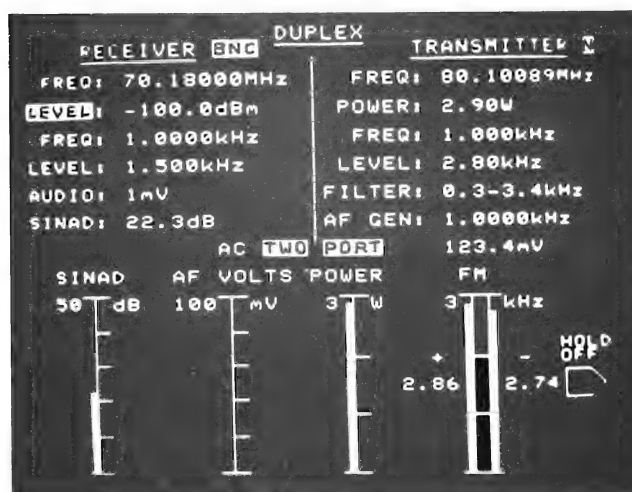 DUPLEX
RECEIVER BNC
FREQ: 70.18000MHz
LEVEL: -100.0dBm
FREQ: 1.0000kHz
LEVEL: 1.500kHz
AUDIO: 1mV
SINAD: 22.3dB
TRANSMITTER N
FREQ: 80.10089MHz
POWER: 2.90W
FREQ: 1.000kHz
LEVEL: 2.80kHz
FILTER: 0.3-3.4kHz
AF GEN: 1.0000kHz
123.4mV
AC TWO PORT
SINAD AF VOLTS POWER FM
50 dB 100 mV 3 W 3 kHz
HOLD
OFF
+ -
2.86 2.74